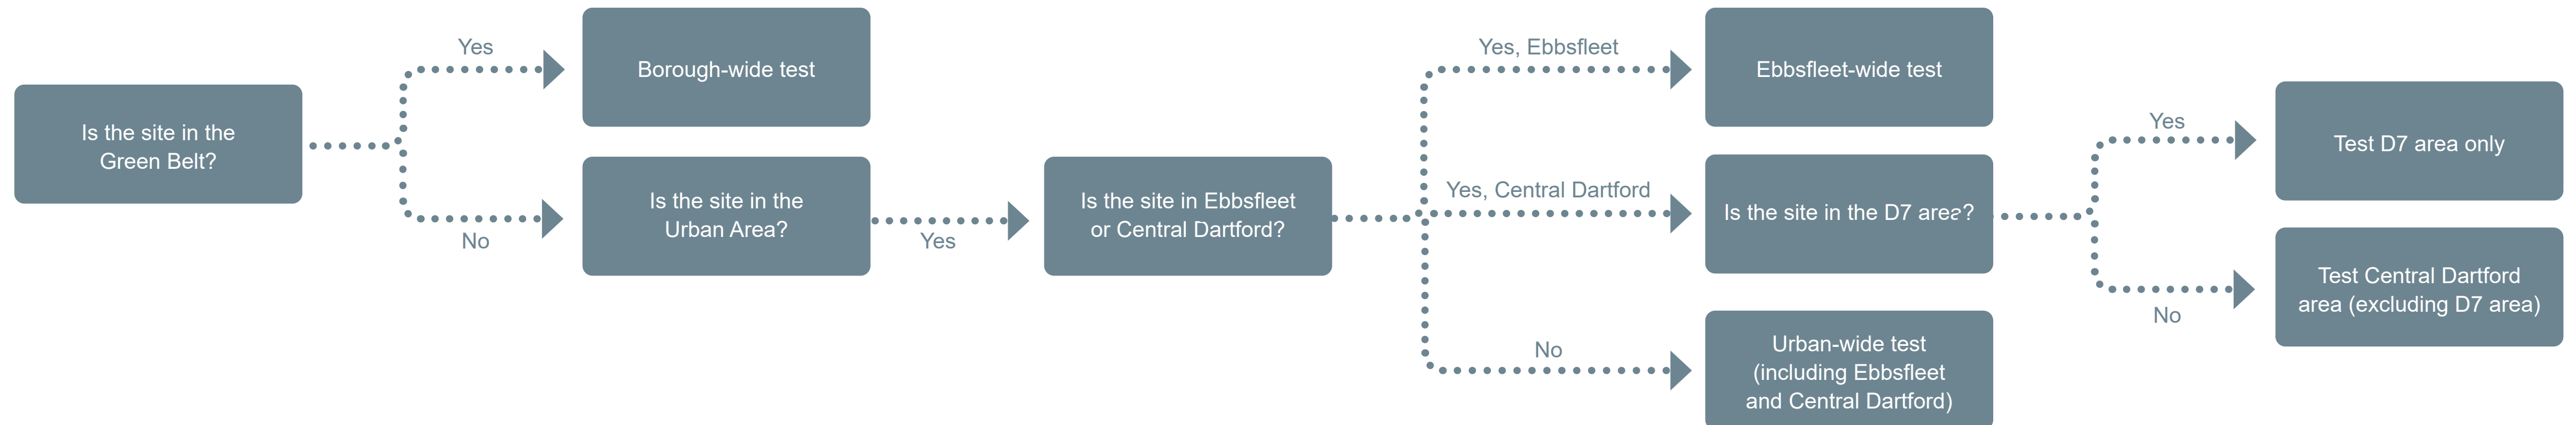 Is the site in the
Green Belt?
Yes
No
Borough-wide test
Is the site in the
Urban Area?
Yes
Is the site in Ebbsfleet
or Central Dartford?
Yes, Ebbsfleet
Yes, Central Dartford
No
Ebbsfleet-wide test
Is the site in the D7 area?
Urban-wide test
(including Ebbsfleet
and Central Dartford)
Yes
No
Test D7 area only
Test Central Dartford
area (excluding D7 area)